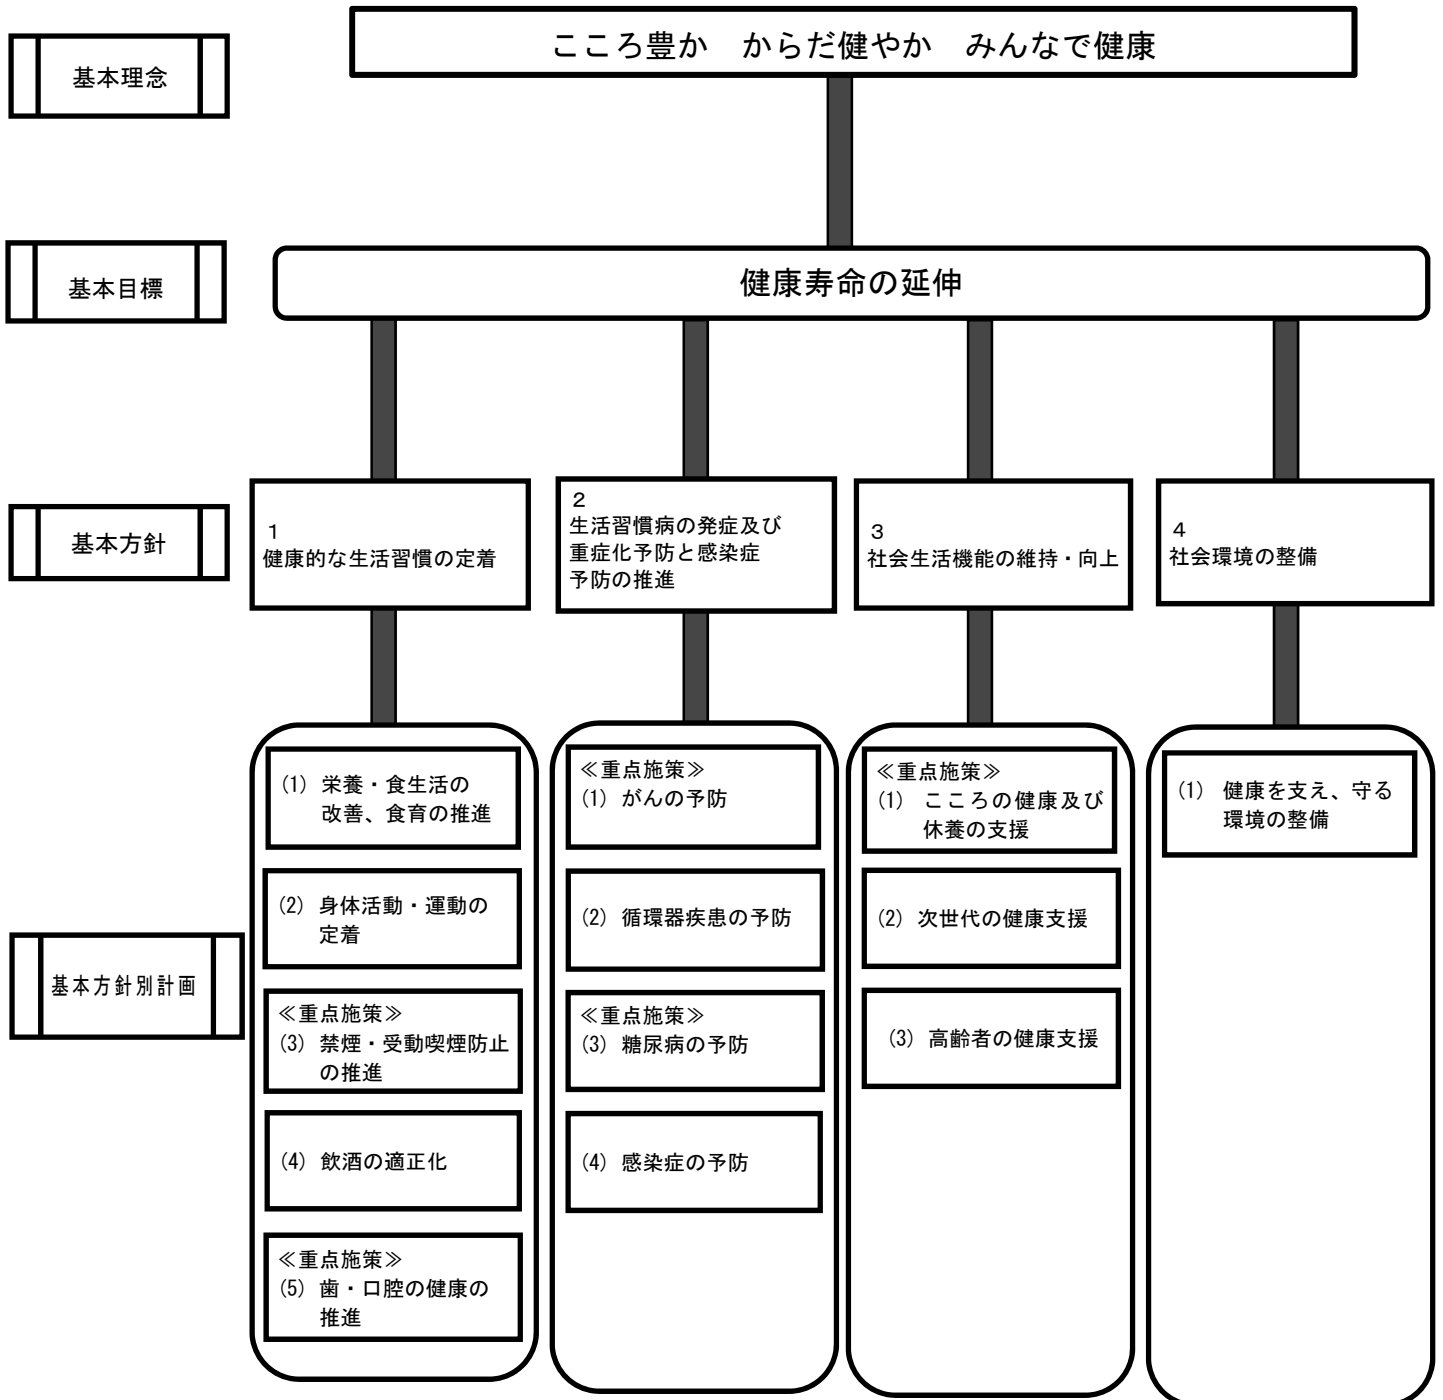 基本理念
こころ豊か　からだ健やか　みんなで健康
基本目標
健康寿命の延伸
基本方針
1
健康的な生活習慣の定着
2
生活習慣病の発症及び
重症化予防と感染症
予防の推進
3
社会生活機能の維持・向上
4
社会環境の整備
基本方針別計画
(1) 栄養・食生活の
改善、食育の推進
(2) 身体活動・運動の
定着
≪重点施策≫
(3) 禁煙・受動喫煙防止
の推進
(4) 飲酒の適正化
≪重点施策≫
(5) 歯・口腔の健康の
推進
≪重点施策≫
(1) がんの予防
(2) 循環器疾患の予防
≪重点施策≫
(3) 糖尿病の予防
(4) 感染症の予防
≪重点施策≫
(1) こころの健康及び
休養の支援
(2) 次世代の健康支援
(3) 高齢者の健康支援
(1) 健康を支え、守る
環境の整備